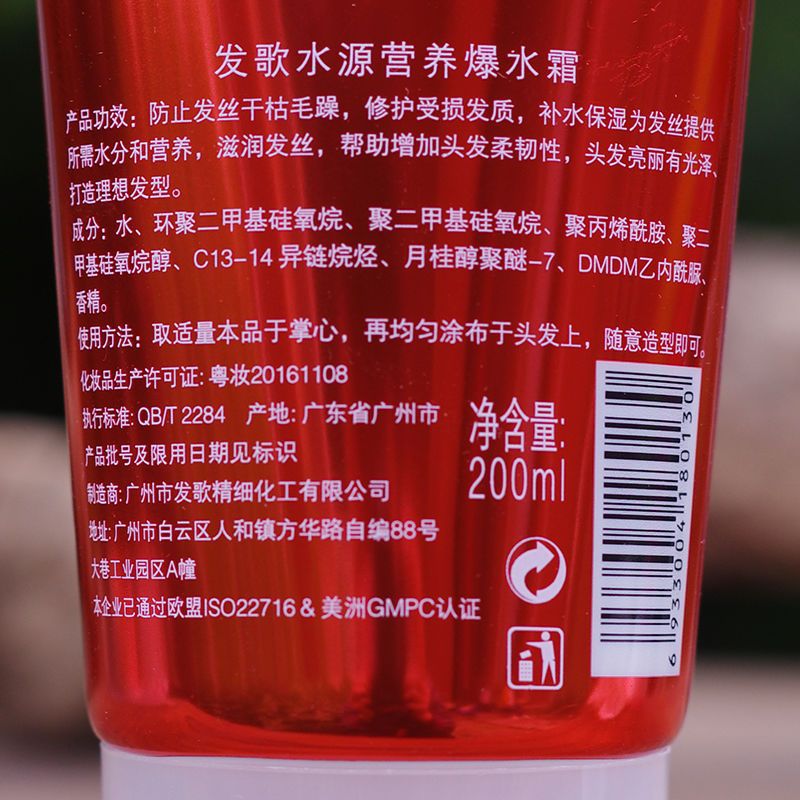 发歌水源营养爆水霜
产品功效：防止发丝干枯毛躁，修护受损发质，补水保湿为发丝提供
所需水分和营养，滋润发丝，帮助增加头发柔韧性，头发亮丽有光泽、
打造理想发型。
成分：水、环聚二甲基硅氧烷、聚二甲基硅氧烷、聚丙烯酰胺、聚二
甲基硅氧烷醇、C13-14 异链烷烃、月桂醇聚醚-7、DMDM乙内酰脲、
香精。
使用方法：取适量本品于掌心，再均匀涂布于头发上，随意造型即可。
化妆品生产许可证：粤妆20161108
执行标准：QB/T 2284 产地：广东省广州市
产品批号及限用日期见标识
制造商：广州市发歌精细化工有限公司
地址：广州市白云区人和镇方华路自编88号
大巷工业园区A幢
本企业已通过欧盟ISO22716 & 美洲GMPC认证
净含量：
200ml
6 933004 180130